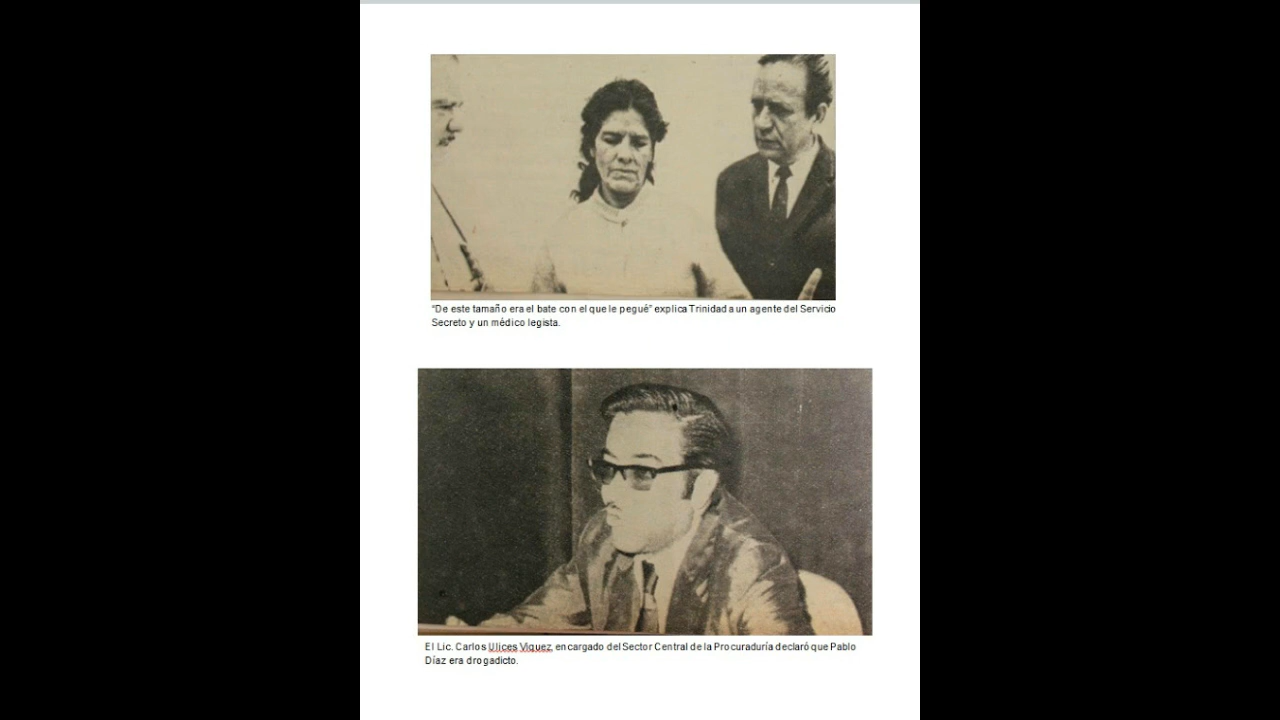 "De este tamaño era el bate con el que le pegué" explica Trinidad a un agente del Servicio
Secreto y un médico legista.
El Lic. Carlos Ulices Viquez, encargado del Sector Central de la Procuraduría declaró que Pablo
Díaz era drogadicto.